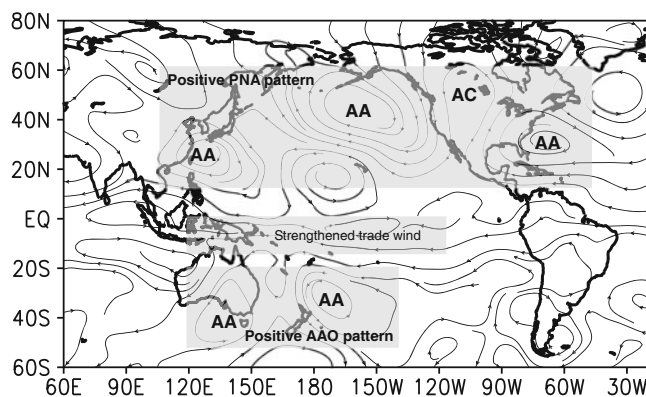 80N
60N
Positive PNA pattern
AA
AC
40N
AA
AA
20N
EQ
Strengthened trade wind
20S
AA
40S
AA
Positive AAO pattern
60S
60E 90E 120E 150E 180 150W 120W 90W 60W 30W